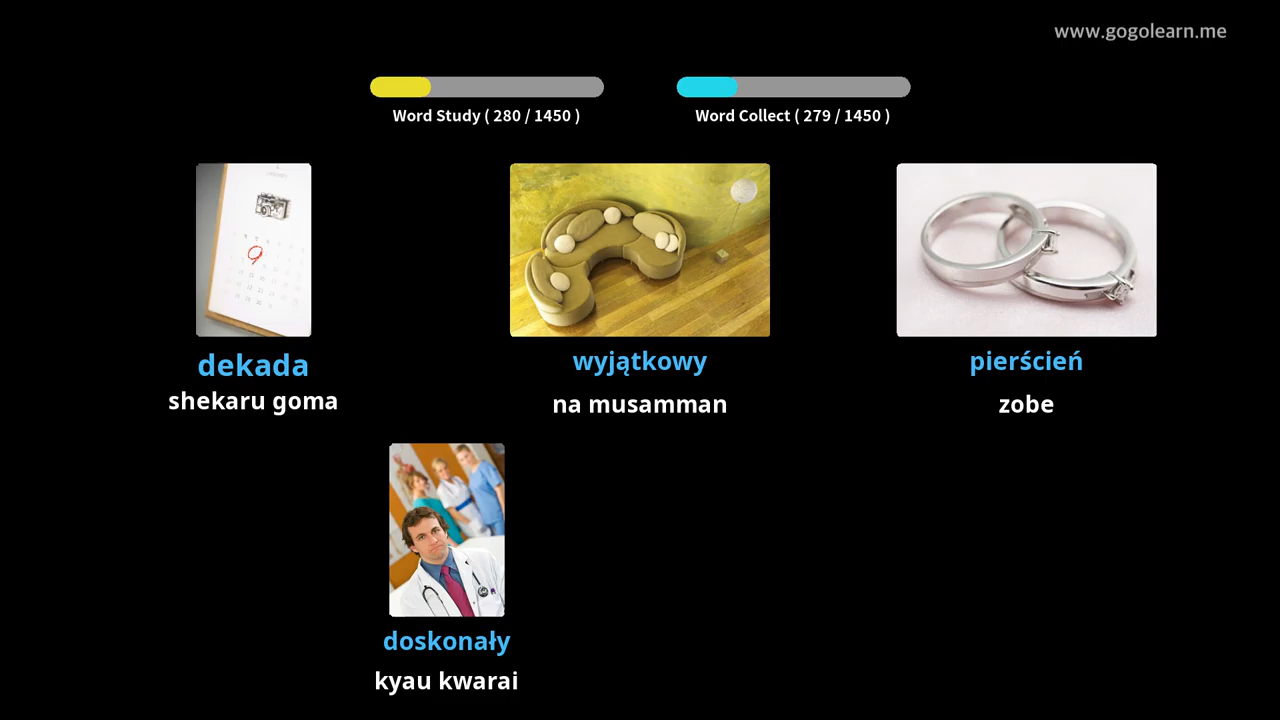 www.gogolearn.me
Word Study ( 280 / 1450 )
Word Collect ( 279 / 1450 )
dekada
shekaru goma
wyjątkowy
na musamman
pierścień
zobe
doskonały
kyau kwarai